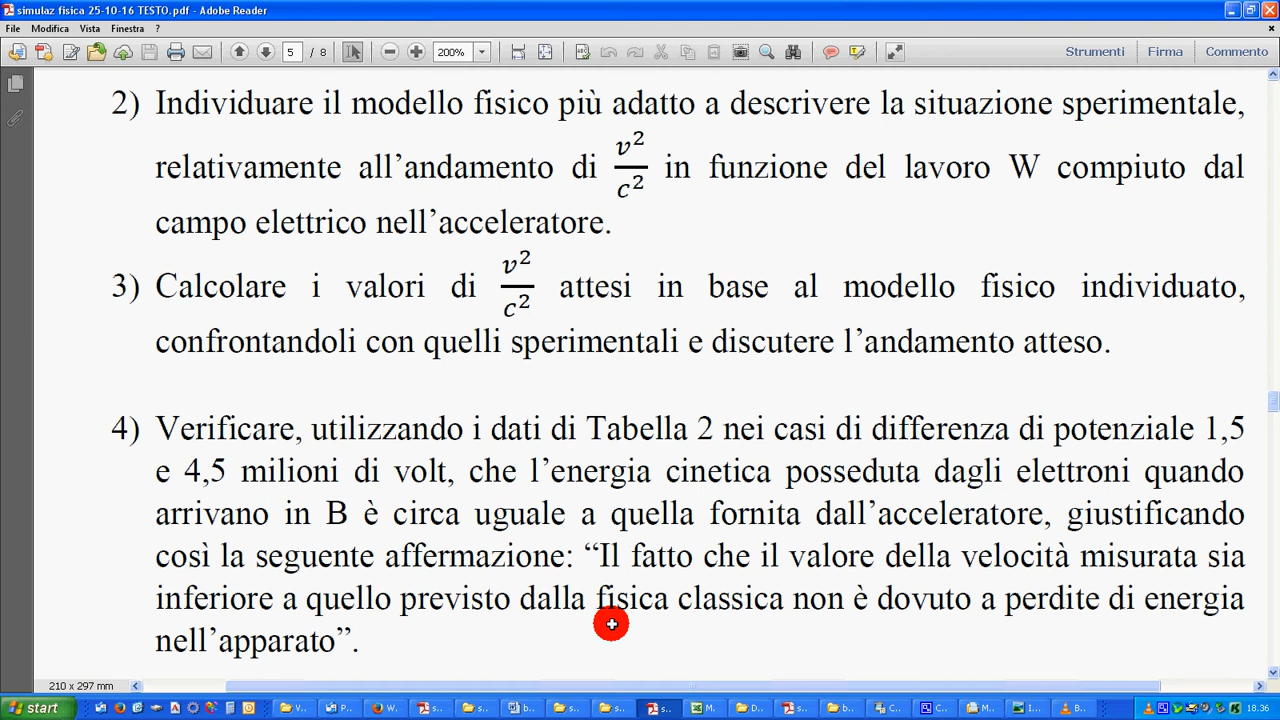 simulaz fisica 25-10-16 TESTO.pdf - Adobe Reader
File Modifica Vista Finestra ?
5 / 8 200% Strumenti Firma Commento
2) Individuare il modello fisico più adatto a descrivere la situazione sperimentale,
relativamente all’andamento di v²/c² in funzione del lavoro W compiuto dal
campo elettrico nell’acceleratore.
3) Calcolare i valori di v²/c² attesi in base al modello fisico individuato,
confrontandoli con quelli sperimentali e discutere l’andamento atteso.
4) Verificare, utilizzando i dati di Tabella 2 nei casi di differenza di potenziale 1,5
e 4,5 milioni di volt, che l’energia cinetica posseduta dagli elettroni quando
arrivano in B è circa uguale a quella fornita dall’acceleratore, giustificando
così la seguente affermazione: “Il fatto che il valore della velocità misurata sia
inferiore a quello previsto dalla fisica classica non è dovuto a perdite di energia
nell’apparato”.
210 x 297 mm
start V... P... W... s... s... b... s... s... s... M... D... s... b... C... C... M... I... B... 18.36